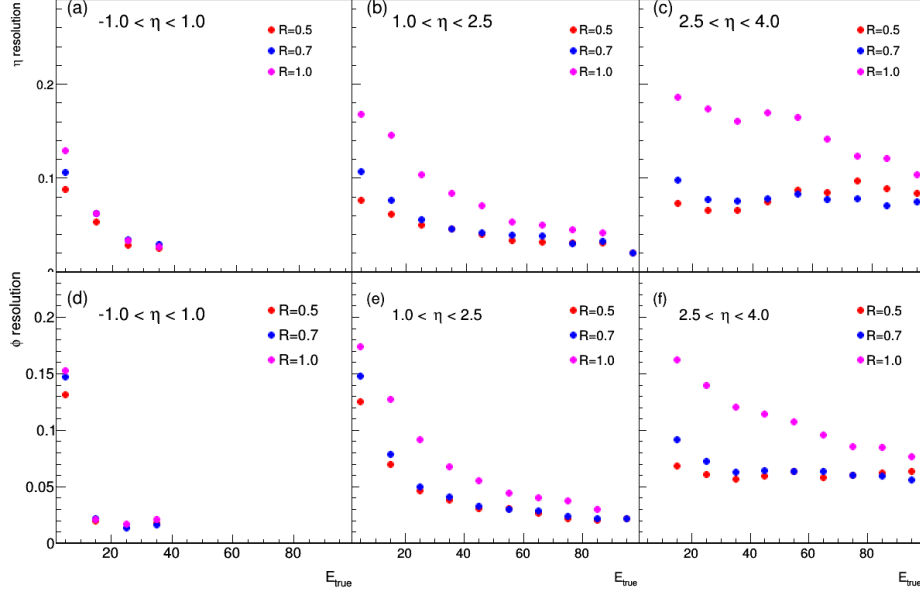 (a)
-1.0 < η < 1.0
R=0.5
R=0.7
R=1.0
(b)
1.0 < η < 2.5
R=0.5
R=0.7
R=1.0
(c)
2.5 < η < 4.0
R=0.5
R=0.7
R=1.0
η resolution
0.2
0.1
(d)
-1.0 < η < 1.0
R=0.5
R=0.7
R=1.0
(e)
1.0 < η < 2.5
R=0.5
R=0.7
R=1.0
(f)
2.5 < η < 4.0
R=0.5
R=0.7
R=1.0
ϕ resolution
0.2
0.15
0.1
0.05
0
20 40 60 80
20 40 60 80
20 40 60 80
E_true
E_true
E_true